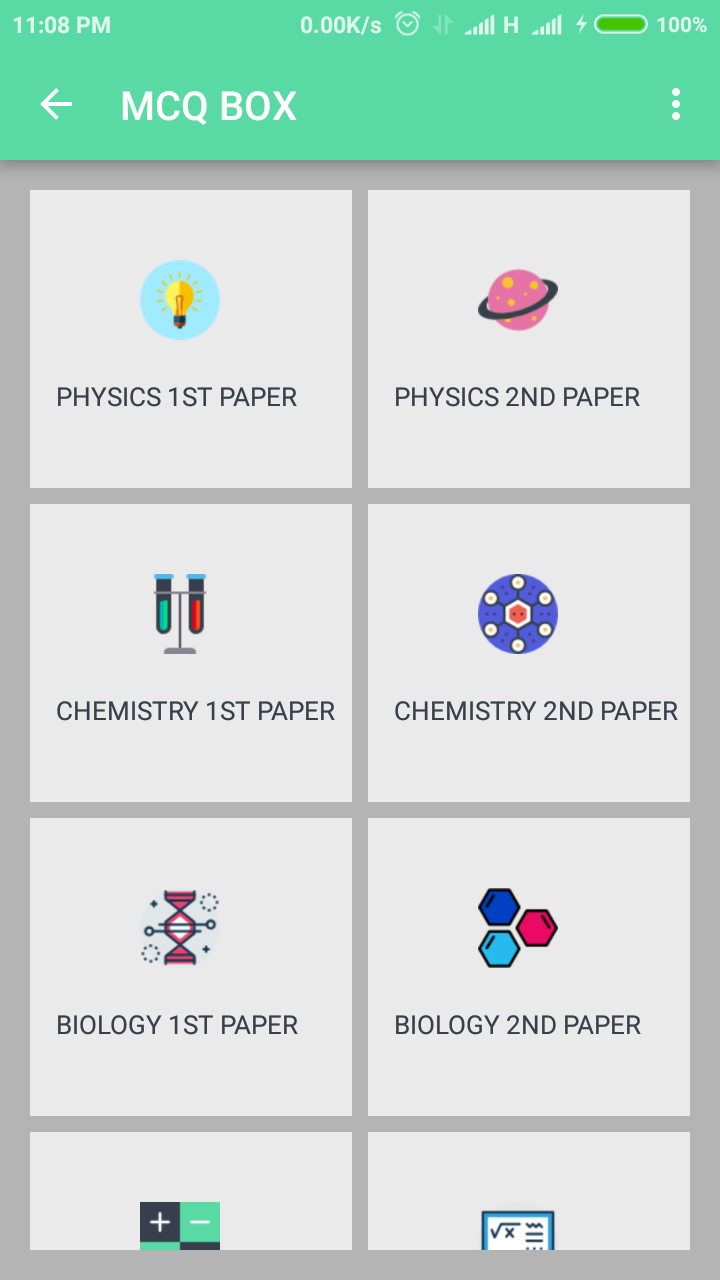 11:08 PM 0.00K/s H 100%
MCQ BOX
PHYSICS 1ST PAPER
PHYSICS 2ND PAPER
CHEMISTRY 1ST PAPER
CHEMISTRY 2ND PAPER
BIOLOGY 1ST PAPER
BIOLOGY 2ND PAPER
+ −
√x